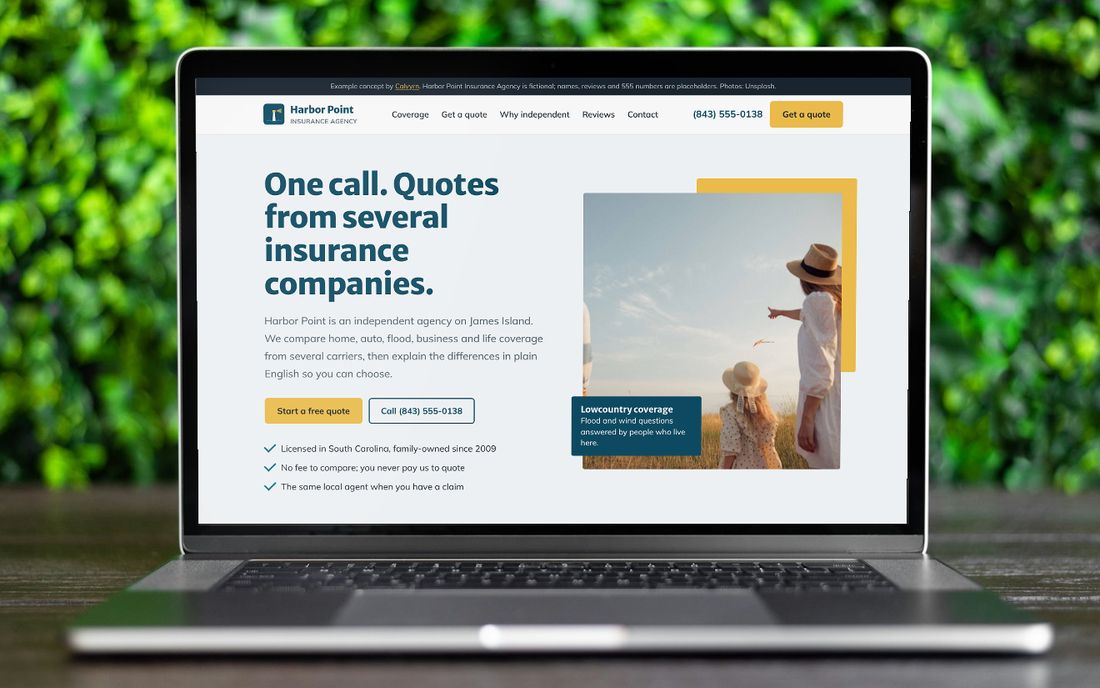 Example concept by Calvyrn. Harbor Point Insurance Agency is fictional; names, reviews and 555 numbers are placeholders. Photos: Unsplash.
Harbor Point
INSURANCE AGENCY
Coverage Get a quote Why independent Reviews Contact
(843) 555-0138
Get a quote
One call. Quotes
from several
insurance
companies.
Harbor Point is an independent agency on James Island.
We compare home, auto, flood, business and life coverage
from several carriers, then explain the differences in plain
English so you can choose.
Start a free quote
Call (843) 555-0138
Licensed in South Carolina, family-owned since 2009
No fee to compare; you never pay us to quote
The same local agent when you have a claim
Lowcountry coverage
Flood and wind questions
answered by people who live
here.